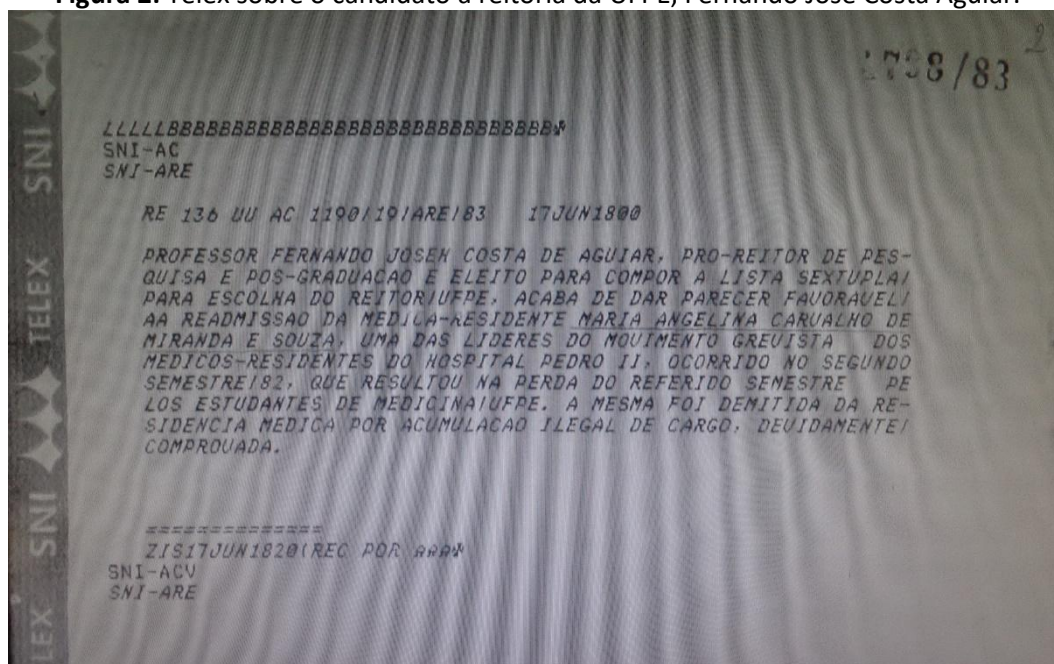 Figura 2: Telex sobre o candidato a reitoria da UFPE, Fernando José Costa Aguiar.
2
1798/83
LLLLLBBBBBBBBBBBBBBBBBBBBBBBBBBBBBBBB
SNI-AC
SNI-ARE
RE 136 UU AC 1190/19/ARE/83 17JUN1800
PROFESSOR FERNANDO JOSEH COSTA DE AGUIAR, PRO-REITOR DE PES-
QUISA E POS-GRADUACAO E ELEITO PARA COMPOR A LISTA SEXTUPLA/
PARA ESCOLHA DO REITOR/UFPE, ACABA DE DAR PARECER FAVORAVEL/
AA READMISSAO DA MEDICA-RESIDENTE MARIA ANGELINA CARVALHO DE
MIRANDA E SOUZA, UMA DAS LIDERES DO MOVIMENTO GREVISTA DOS
MEDICOS-RESIDENTES DO HOSPITAL PEDRO II, OCORRIDO NO SEGUNDO
SEMESTRE/82, QUE RESULTOU NA PERDA DO REFERIDO SEMESTRE PE
LOS ESTUDANTES DE MEDICINA/UFPE. A MESMA FOI DEMITIDA DA RE-
SIDENCIA MEDICA POR ACUMULACAO ILEGAL DE CARGO, DEVIDAMENTE/
COMPROVADA.
==============
ZIS17JUN1820(REC POR
SNI-ACV
SNI-ARE
LEX SNI TELEX SNI